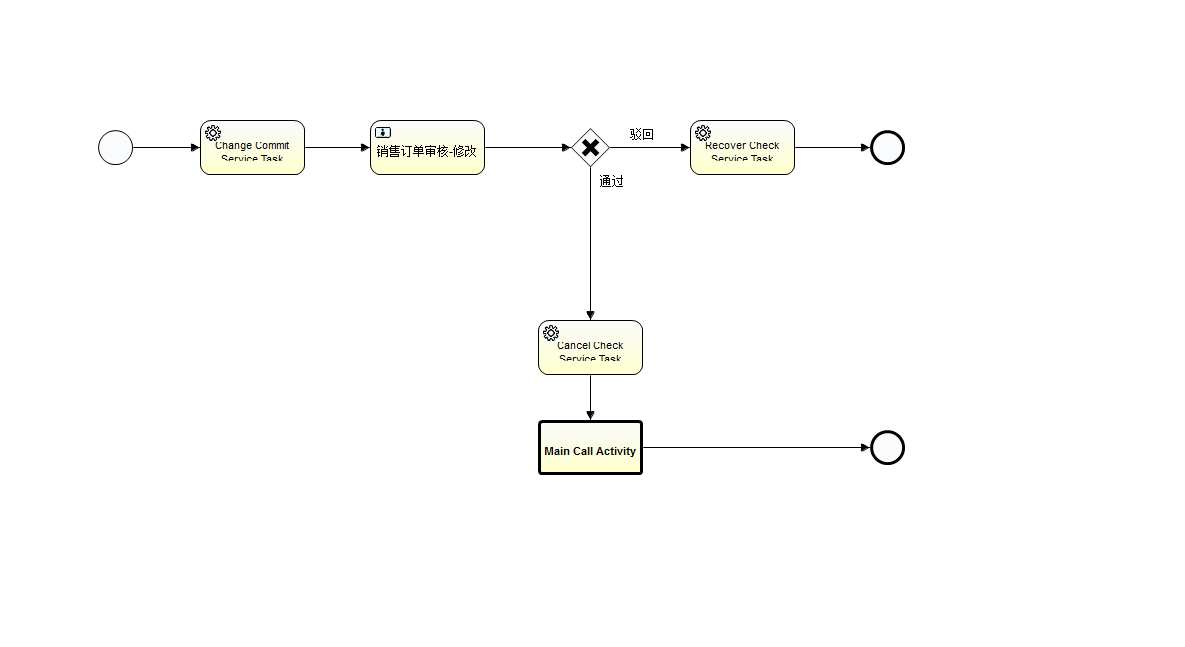 Change Commit
Service Task
销售订单审核-修改
驳回
Recover Check
Service Task
通过
Cancel Check
Service Task
Main Call Activity